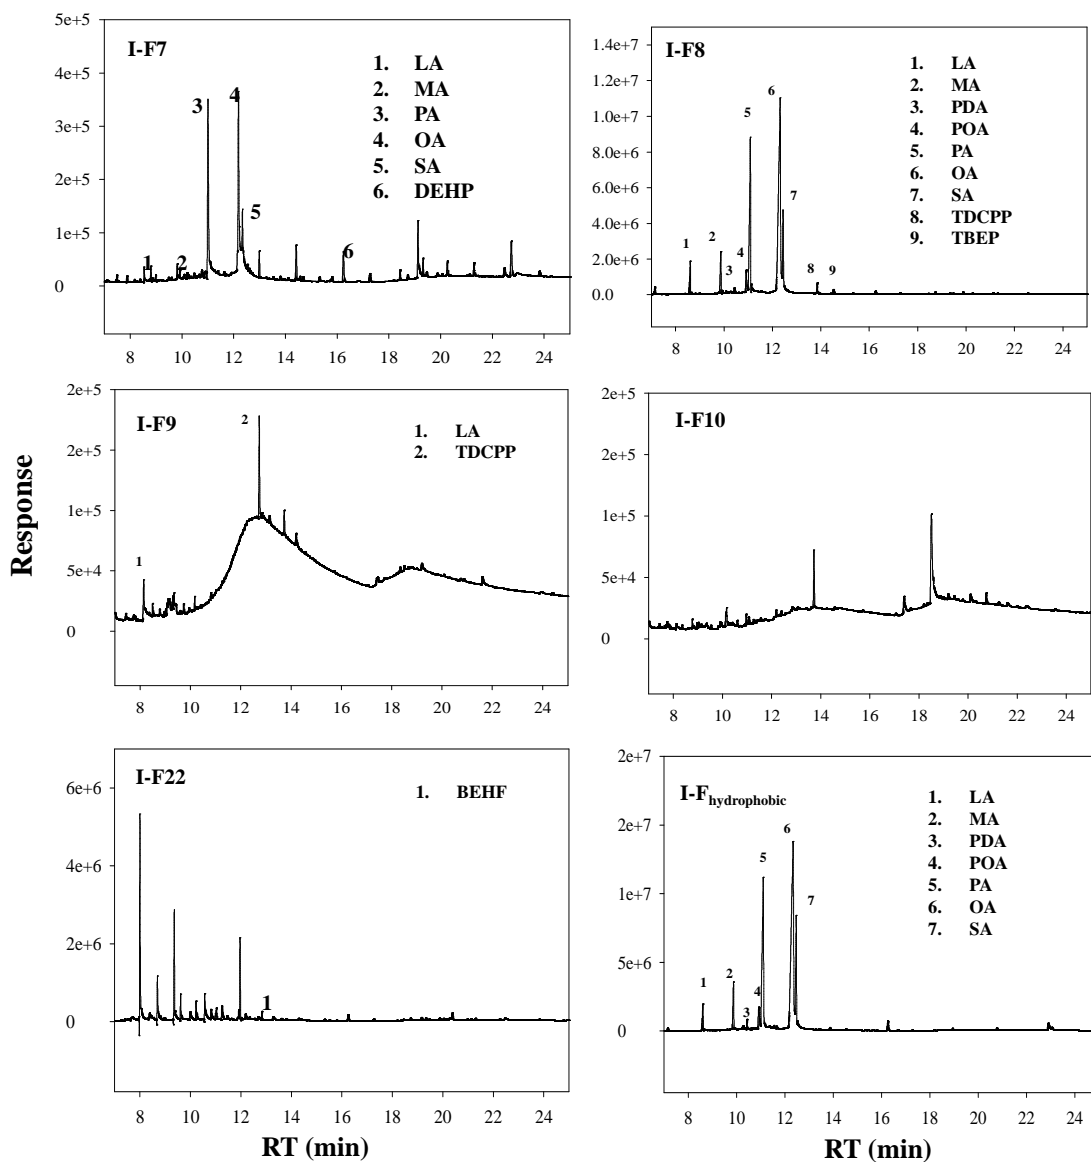 I-F7
5e+5
4e+5
3e+5
2e+5
1e+5
0
1. LA
2. MA
3. PA
4. OA
5. SA
6. DEHP
1
2
3
4
5
6
8 10 12 14 16 18 20 22 24
I-F8
1.4e+7
1.2e+7
1.0e+7
8.0e+6
6.0e+6
4.0e+6
2.0e+6
0.0
1. LA
2. MA
3. PDA
4. POA
5. PA
6. OA
7. SA
8. TDCPP
9. TBEP
1
2
3
4
5
6
7
8
9
8 10 12 14 16 18 20 22 24
Response
I-F9
2e+5
2e+5
1e+5
5e+4
0
1. LA
2. TDCPP
1
2
8 10 12 14 16 18 20 22 24
I-F10
2e+5
2e+5
1e+5
5e+4
0
8 10 12 14 16 18 20 22 24
I-F22
6e+6
4e+6
2e+6
0
1. BEHF
1
8 10 12 14 16 18 20 22 24
RT (min)
I-Fhydrophobic
2e+7
2e+7
1e+7
5e+6
0
1. LA
2. MA
3. PDA
4. POA
5. PA
6. OA
7. SA
1
2
3
4
5
6
7
8 10 12 14 16 18 20 22 24
RT (min)